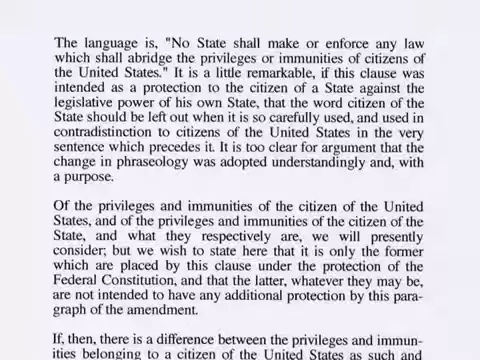 The language is, "No State shall make or enforce any law
which shall abridge the privileges or immunities of citizens of
the United States." It is a little remarkable, if this clause was
intended as a protection to the citizen of a State against the
legislative power of his own State, that the word citizen of the
State should be left out when it is so carefully used, and used in
contradistinction to citizens of the United States in the very
sentence which precedes it. It is too clear for argument that the
change in phraseology was adopted understandingly and, with
a purpose.
Of the privileges and immunities of the citizen of the United
States, and of the privileges and immunities of the citizen of the
State, and what they respectively are, we will presently
consider; but we wish to state here that it is only the former
which are placed by this clause under the protection of the
Federal Constitution, and that the latter, whatever they may be,
are not intended to have any additional protection by this para-
graph of the amendment.
If, then, there is a difference between the privileges and immun-
ities belonging to a citizen of the United States as such and